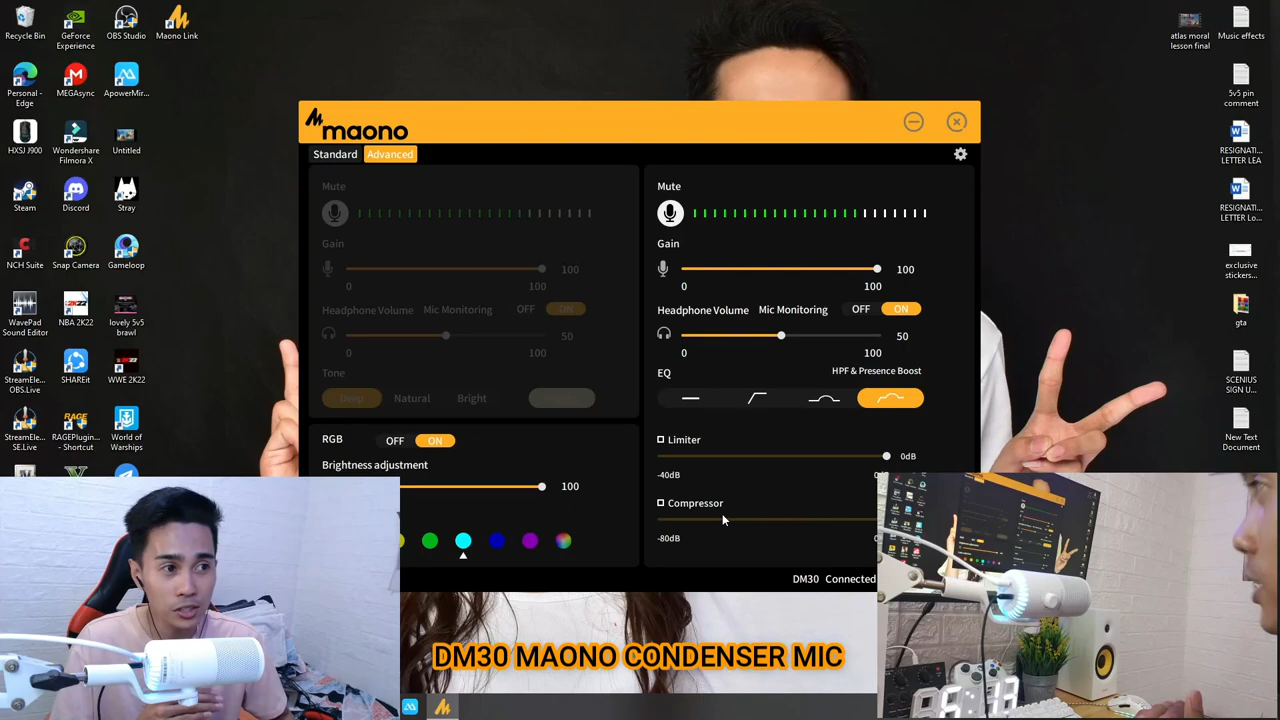 Recycle Bin
GeForce Experience
OBS Studio
Maono Link
Personal - Edge
MEGAsync
ApowerMir...
HXSJ J900
Wondershare Filmora X
Untitled
Steam
Discord
Stray
NCH Suite
Snap Camera
Gameloop
WavePad Sound Editor
NBA 2K22
lovely 5v5 brawl
StreamEle... OBS.Live
SHAREit
WWE 2K22
StreamEle... SE.Live
RAGEPlugin... - Shortcut
World of Warships
atlas moral lesson final
Music effects
5v5 pin comment
RESIGNATI... LETTER LEA
RESIGNATI... LETTER Lo...
exclusive stickers...
gta
SCENIUS SIGN U...
New Text Document
maono
Standard
Advanced
Mute
Gain
100
0
100
Headphone Volume
Mic Monitoring
OFF
ON
50
0
100
Tone
Deep
Natural
Bright
RGB
OFF
ON
Brightness adjustment
100
Mute
Gain
100
0
100
Headphone Volume
Mic Monitoring
OFF
ON
50
0
100
EQ
HPF & Presence Boost
Limiter
0dB
-40dB
Compressor
-80dB
DM30 Connected
DM30 MAONO CONDENSER MIC